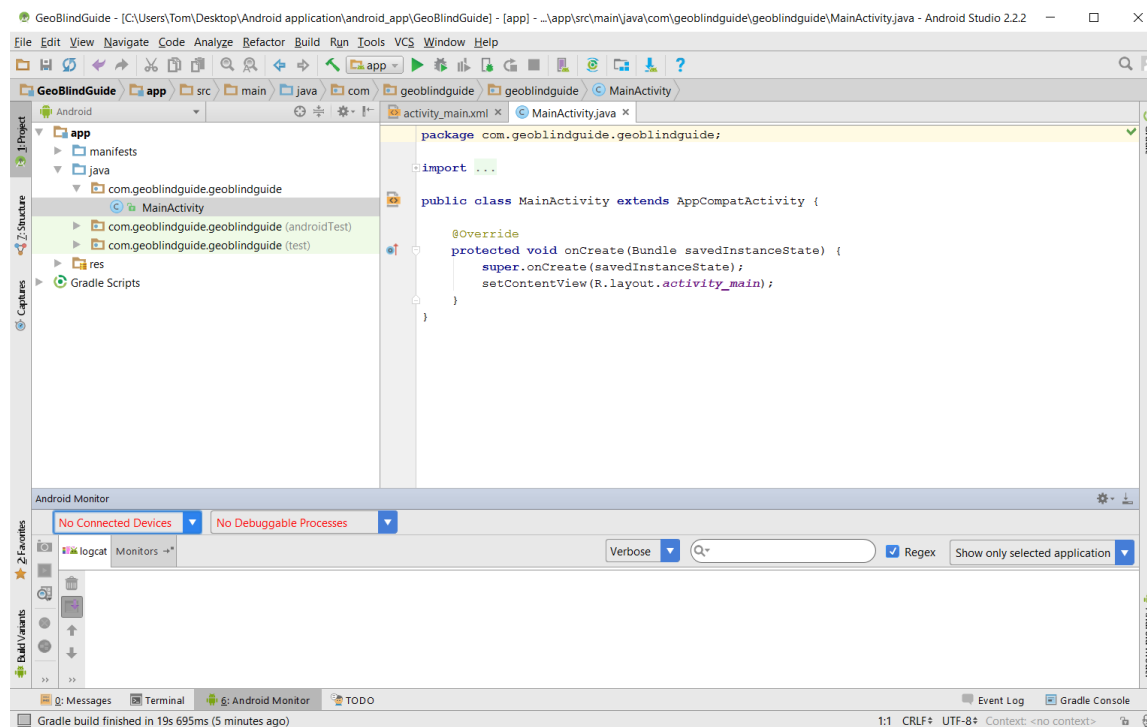 GeoBlindGuide - [C:\Users\Tom\Desktop\Android application\android_app\GeoBlindGuide] - [app] - ...\app\src\main\java\com\geoblindguide\geoblindguide\MainActivity.java - Android Studio 2.2.2
File Edit View Navigate Code Analyze Refactor Build Run Tools VCS Window Help
app
GeoBlindGuide app src main java com geoblindguide geoblindguide MainActivity
Android
activity_main.xml MainActivity.java
1: Project
Z: Structure
Captures
2: Favorites
Build Variants
app
manifests
java
com.geoblindguide.geoblindguide
MainActivity
com.geoblindguide.geoblindguide (androidTest)
com.geoblindguide.geoblindguide (test)
res
Gradle Scripts
package com.geoblindguide.geoblindguide;
import ...
public class MainActivity extends AppCompatActivity {
@Override
protected void onCreate(Bundle savedInstanceState) {
super.onCreate(savedInstanceState);
setContentView(R.layout.activity_main);
}
}
Android Monitor
No Connected Devices No Debuggable Processes
logcat Monitors Verbose Regex Show only selected application
0: Messages Terminal 6: Android Monitor TODO Event Log Gradle Console
Gradle build finished in 19s 695ms (5 minutes ago) 1:1 CRLF UTF-8 Context: <no context>